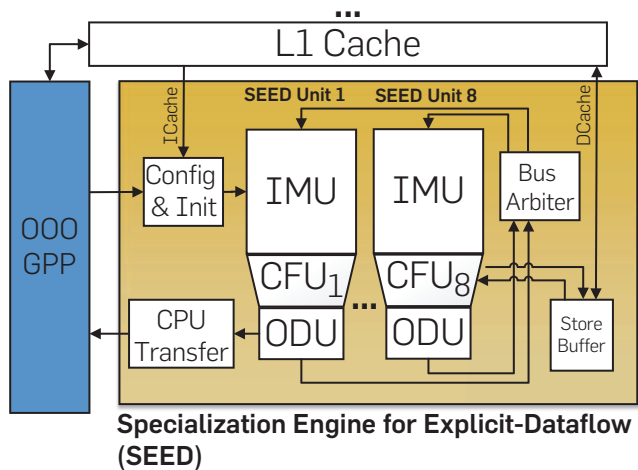 ...
L1 Cache
SEED Unit 1
SEED Unit 8
ICache
DCache
OOO
GPP
Config
& Init
IMU
IMU
Bus
Arbiter
CFU1
...
CFU8
CPU
Transfer
ODU
ODU
Store
Buffer
Specialization Engine for Explicit-Dataflow
(SEED)